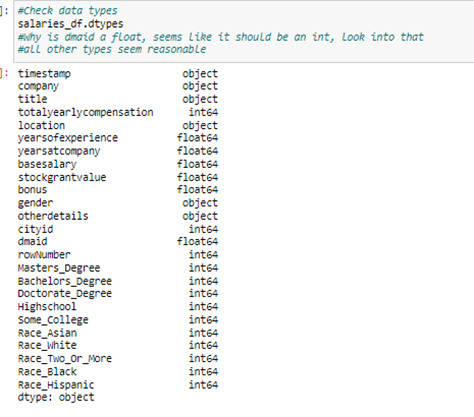 ]: #Check data types
salaries_df.dtypes
#Why is dmaid a float, seems like it should be an int, look into that
#all other types seem reasonable
]: timestamp object
company object
title object
totalyearlycompensation int64
location object
yearsofexperience float64
yearsatcompany float64
basesalary float64
stockgrantvalue float64
bonus float64
gender object
otherdetails object
cityid int64
dmaid float64
rowNumber int64
Masters_Degree int64
Bachelors_Degree int64
Doctorate_Degree int64
Highschool int64
Some_College int64
Race_Asian int64
Race_White int64
Race_Two_Or_More int64
Race_Black int64
Race_Hispanic int64
dtype: object